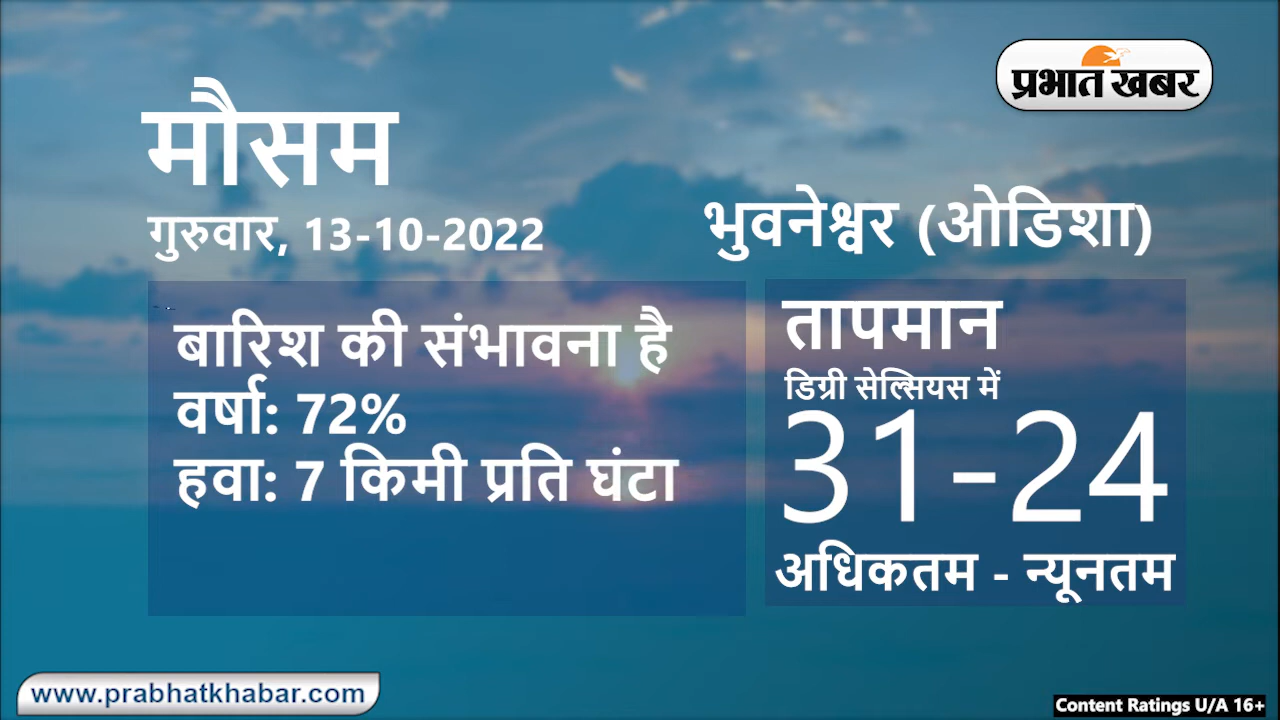 प्रभात खबर
मौसम
गुरुवार, 13-10-2022
भुवनेश्वर (ओडिशा)
बारिश की संभावना है
वर्षा: 72%
हवा: 7 किमी प्रति घंटा
तापमान
डिग्री सेल्सियस में
31-24
अधिकतम - न्यूनतम
www.prabhatkhabar.com
Content Ratings U/A 16+